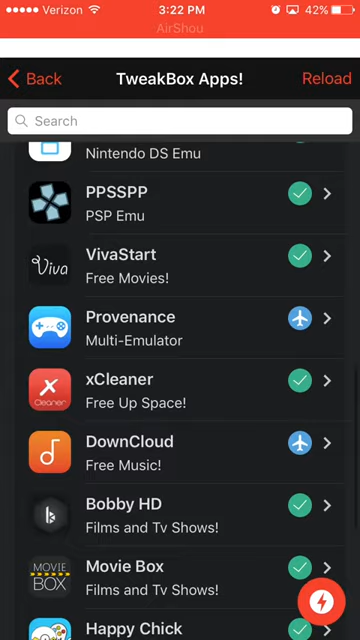 Verizon 3:22 PM 42%
AirShou
Back TweakBox Apps! Reload
Search
Nintendo DS Emu
PPSSPP
PSP Emu
Viva
VivaStart
Free Movies!
Provenance
Multi-Emulator
X
Cleaner
xCleaner
Free Up Space!
DownCloud
Free Music!
Bobby HD
Films and Tv Shows!
MOVIE
BOX
Movie Box
Films and Tv Shows!
Happy Chick